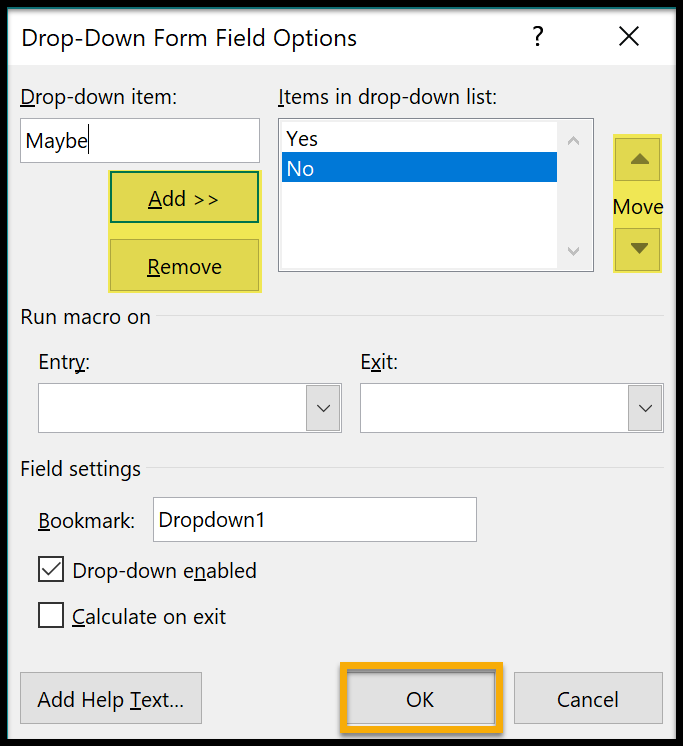 Drop-Down Form Field Options ?
Drop-down item: Items in drop-down list:
Maybe Yes
No
Add >>
Move
Remove
Run macro on
Entry: Exit:
Field settings
Bookmark: Dropdown1
Drop-down enabled
Calculate on exit
Add Help Text... OK Cancel